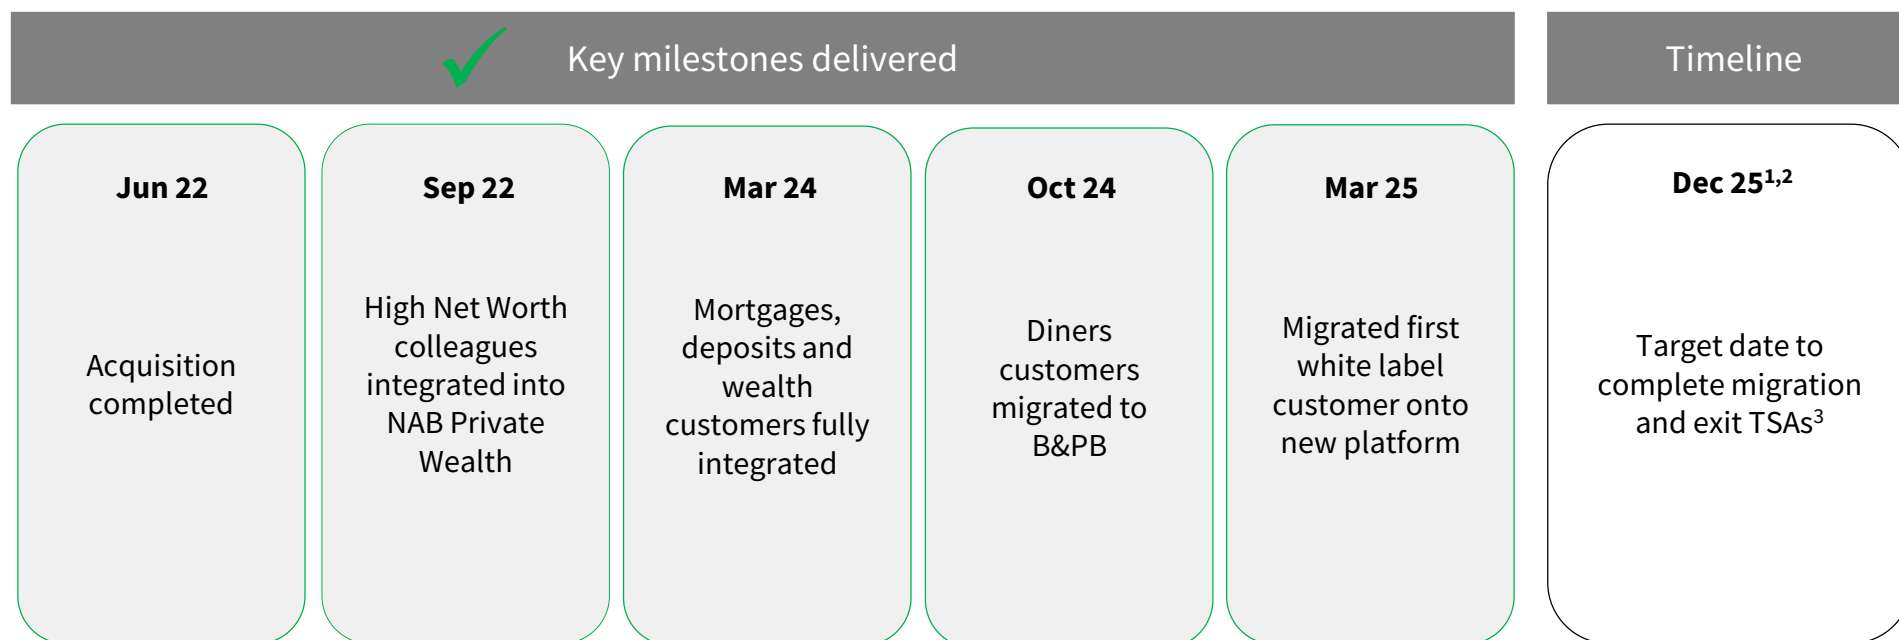 Key milestones delivered
Timeline
Jun 22
Acquisition
completed
Sep 22
High Net Worth
colleagues
integrated into
NAB Private
Wealth
Mar 24
Mortgages,
deposits and
wealth
customers fully
integrated
Oct 24
Diners
customers
migrated to
B&PB
Mar 25
Migrated first
white label
customer onto
new platform
Dec 25¹,²
Target date to
complete migration
and exit TSAs³